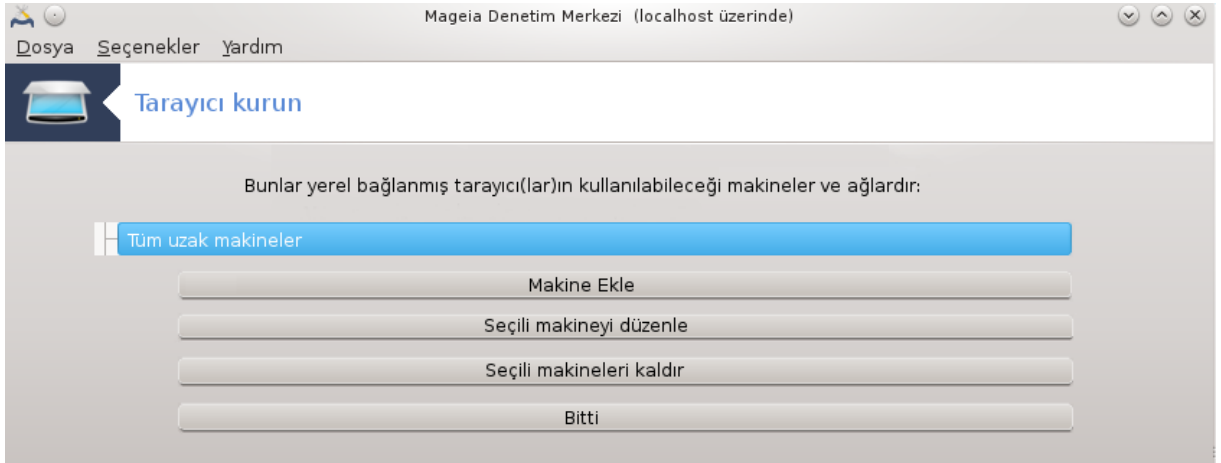 Mageia Denetim Merkezi (localhost üzerinde)
Dosya Seçenekler Yardım
Tarayıcı kurun
Bunlar yerel bağlanmış tarayıcı(lar)ın kullanılabileceği makineler ve ağlardır:
Tüm uzak makineler
Makine Ekle
Seçili makineyi düzenle
Seçili makineleri kaldır
Bitti